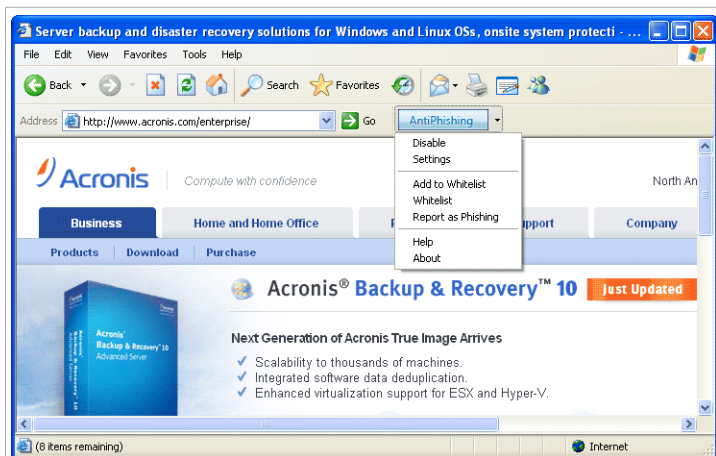 Server backup and disaster recovery solutions for Windows and Linux OSs, onsite system protecti - ...
File Edit View Favorites Tools Help
Back Search Favorites
Address http://www.acronis.com/enterprise/ Go AntiPhishing
Disable
Settings
Add to Whitelist
Whitelist
Report as Phishing
Help
About
Acronis Compute with confidence North An
Business Home and Home Office pport Company
Products Download Purchase
Acronis® Backup & Recovery™ 10 Just Updated
Acronis
Backup & Recovery 10
Advanced Server
Next Generation of Acronis True Image Arrives
Scalability to thousands of machines.
Integrated software data deduplication.
Enhanced virtualization support for ESX and Hyper-V.
(8 items remaining) Internet